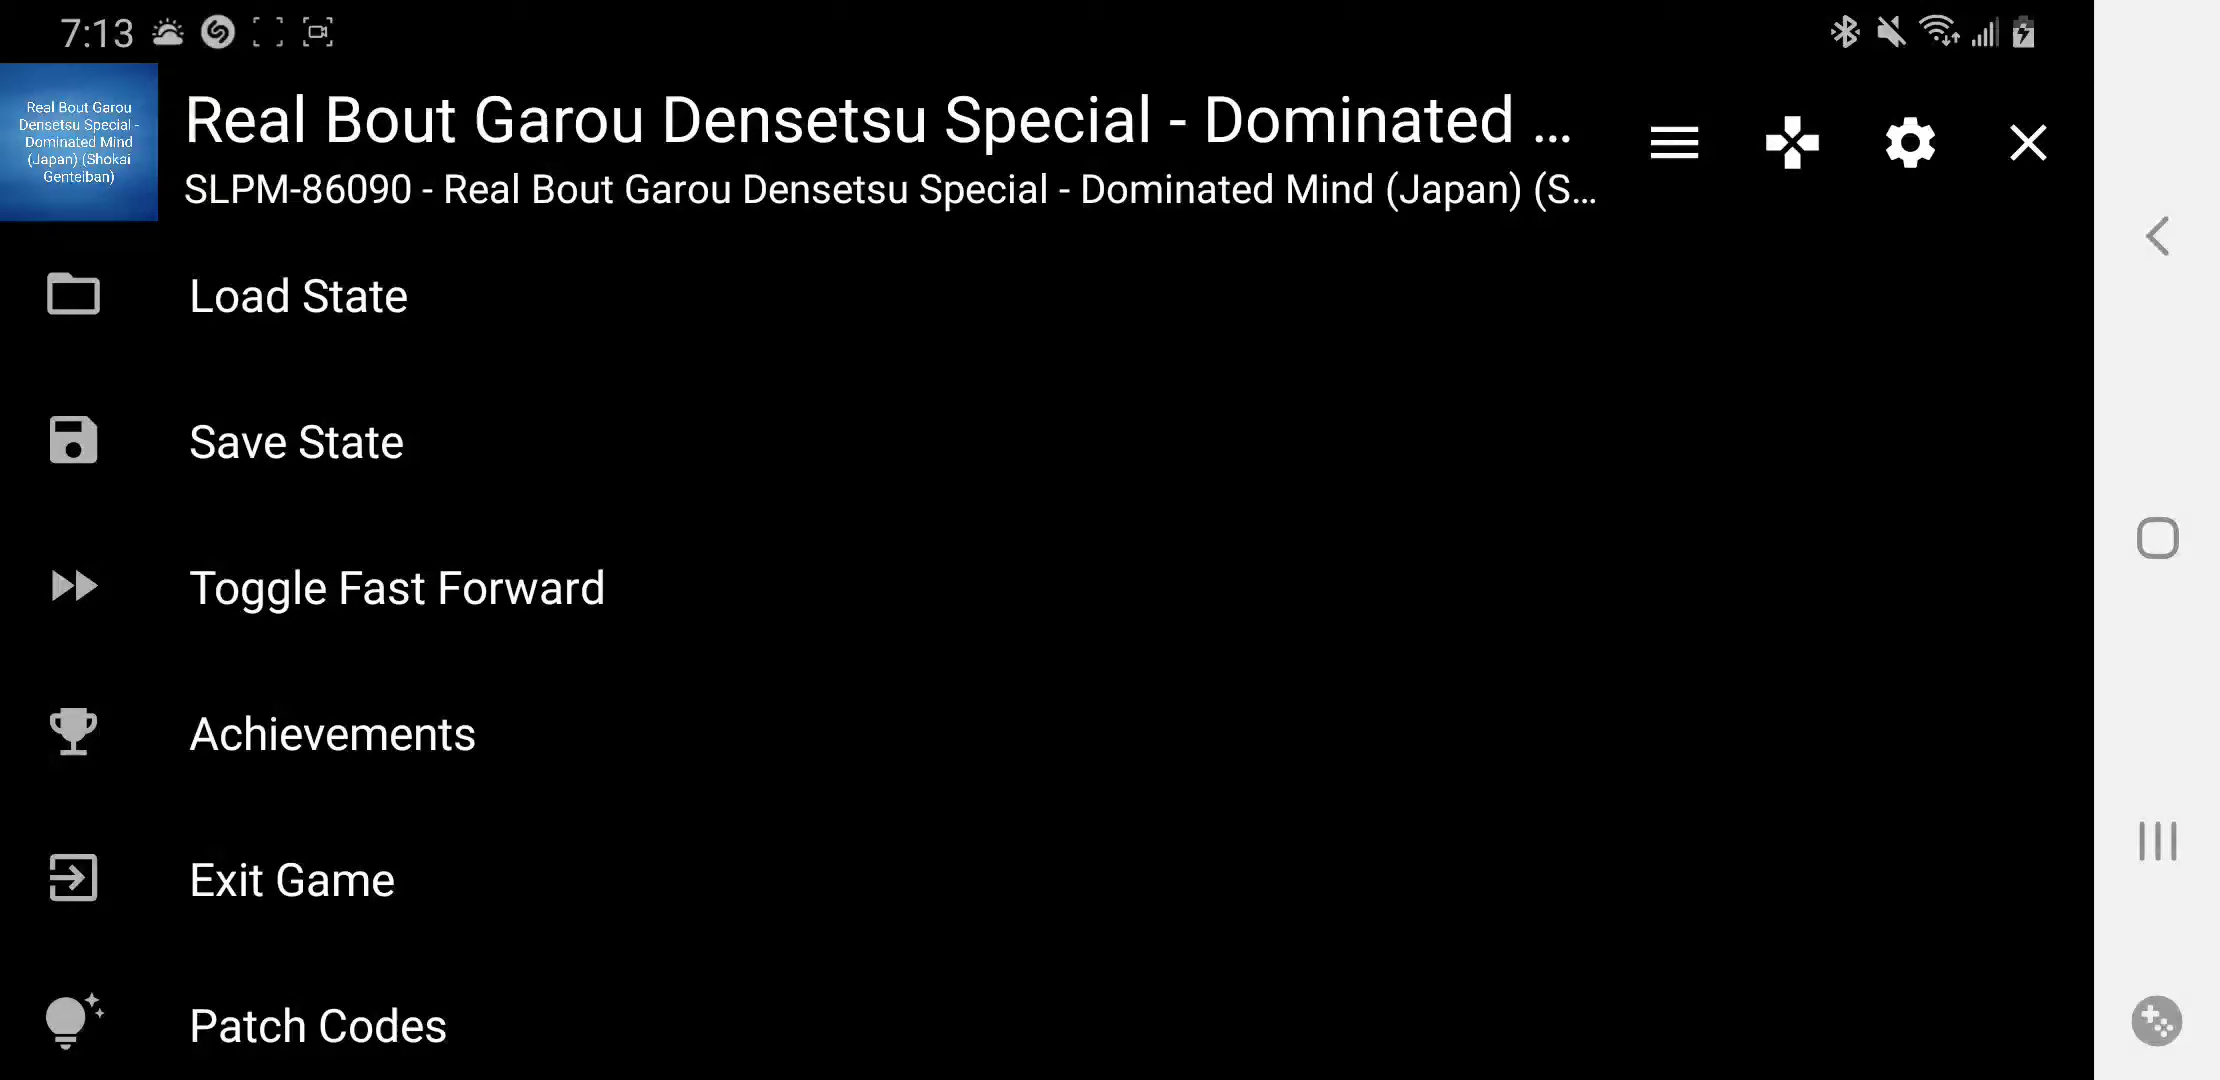 7:13
Real Bout Garou
Densetsu Special -
Dominated Mind
(Japan) (Shokai
Genteiban)
Real Bout Garou Densetsu Special - Dominated ...
SLPM-86090 - Real Bout Garou Densetsu Special - Dominated Mind (Japan) (S...
Load State
Save State
Toggle Fast Forward
Achievements
Exit Game
Patch Codes